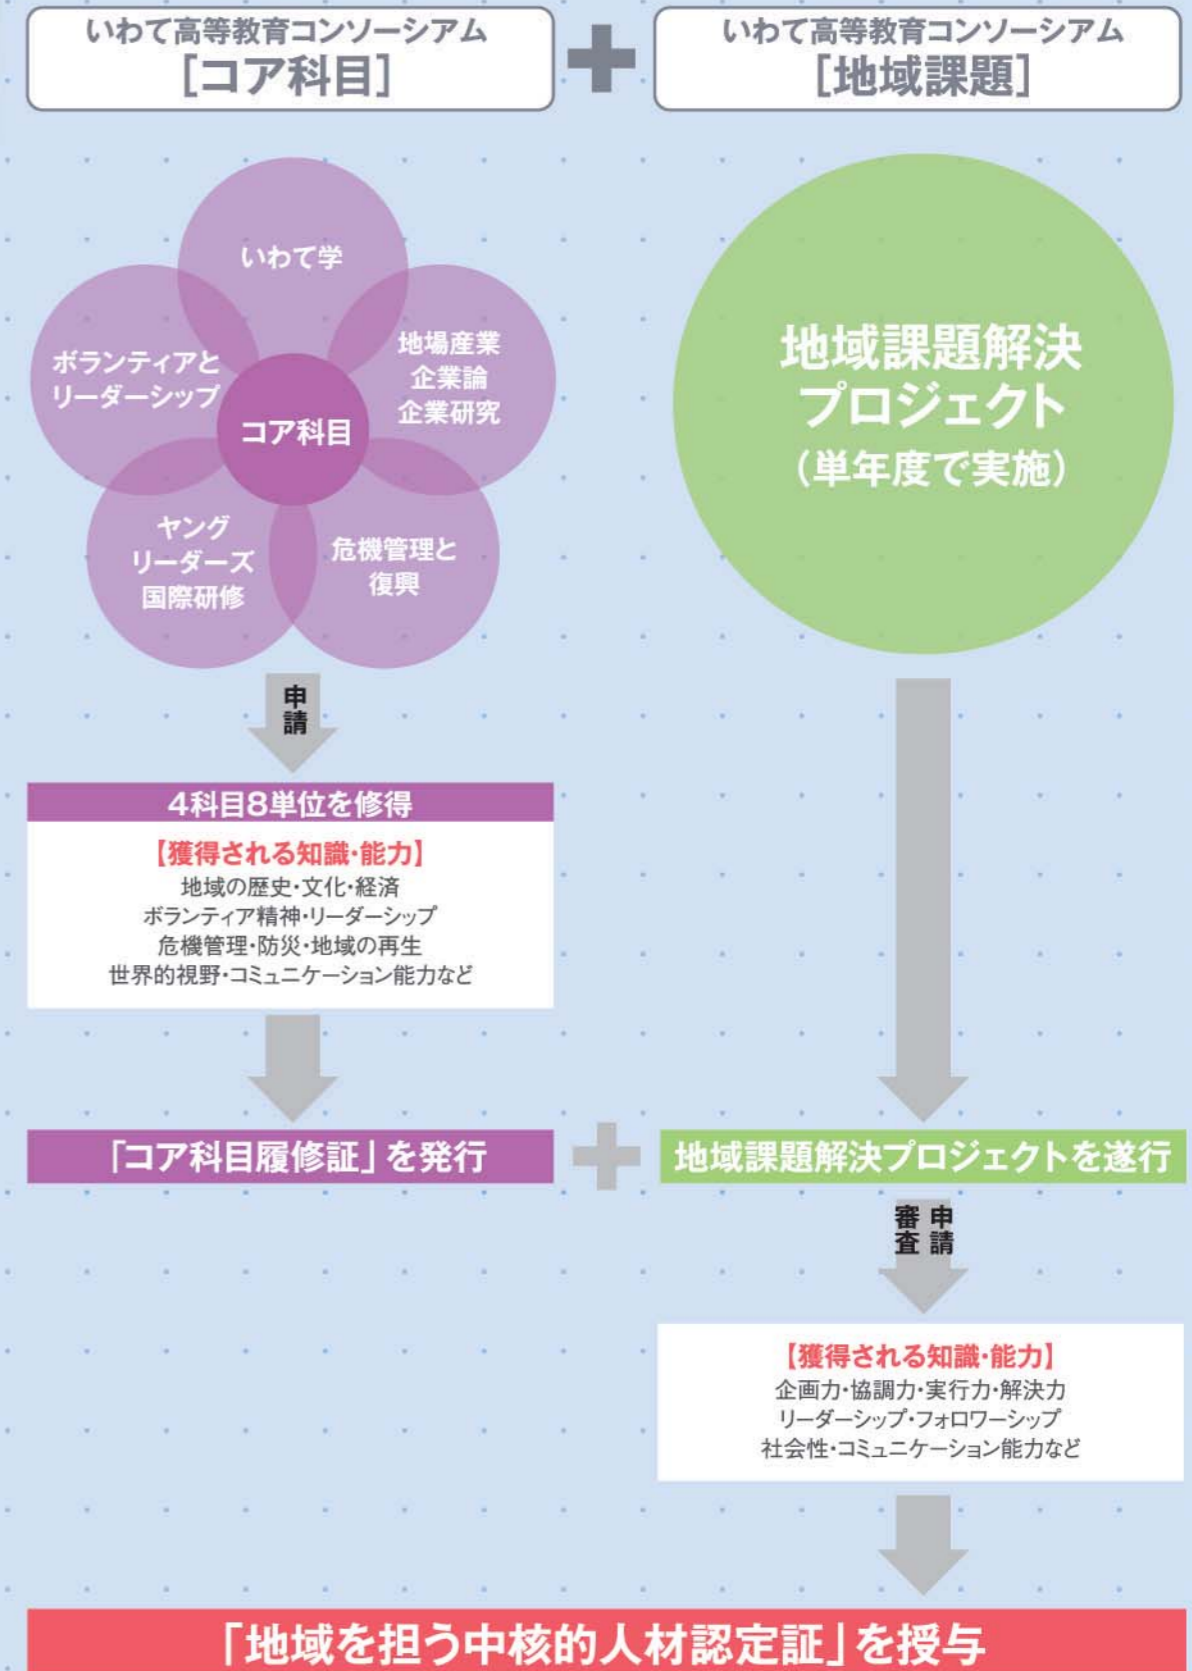 いわて高等教育コンソーシアム
[コア科目]
+
いわて高等教育コンソーシアム
[地域課題]
いわて学
ボランティアと
リーダーシップ
地場産業
企業論
企業研究
コア科目
ヤング
リーダーズ
国際研修
危機管理と
復興
地域課題解決
プロジェクト
(単年度で実施)
申請
4科目8単位を修得
【獲得される知識・能力】
地域の歴史・文化・経済
ボランティア精神・リーダーシップ
危機管理・防災・地域の再生
世界的視野・コミュニケーション能力など
「コア科目履修証」を発行
+
地域課題解決プロジェクトを遂行
申請
審査
【獲得される知識・能力】
企画力・協調力・実行力・解決力
リーダーシップ・フォロワーシップ
社会性・コミュニケーション能力など
「地域を担う中核的人材認定証」を授与